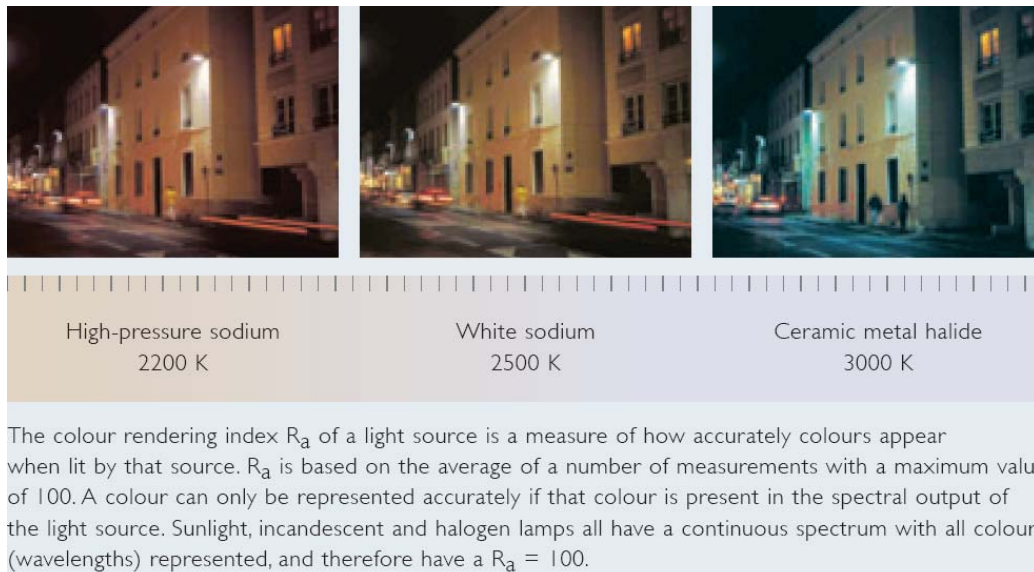 High-pressure sodium
2200 K
White sodium
2500 K
Ceramic metal halide
3000 K
The colour rendering index Ra of a light source is a measure of how accurately colours appear
when lit by that source. Ra is based on the average of a number of measurements with a maximum valu
of 100. A colour can only be represented accurately if that colour is present in the spectral output of
the light source. Sunlight, incandescent and halogen lamps all have a continuous spectrum with all colour
(wavelengths) represented, and therefore have a Ra = 100.